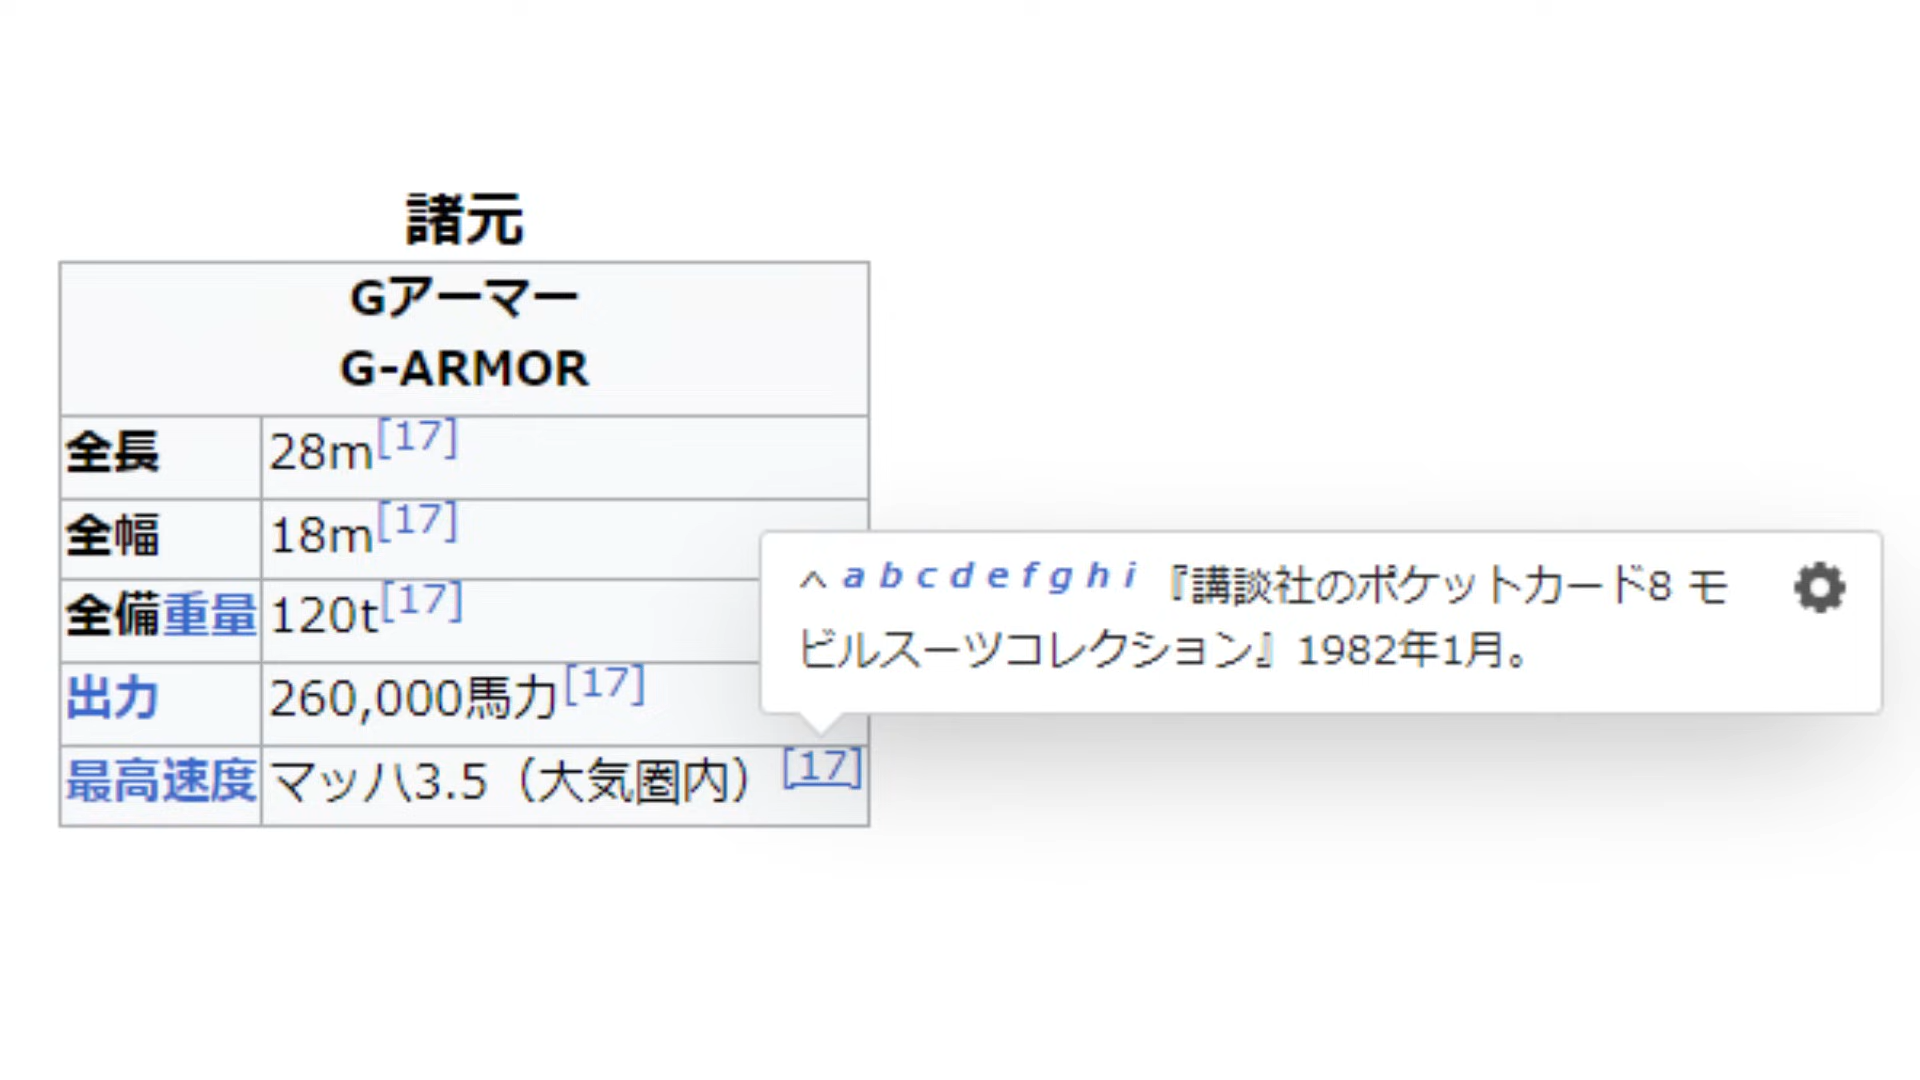 諸元
Gアーマー
G-ARMOR
全長 28m[17]
全幅 18m[17]
全備重量 120t[17]
出力 260,000馬力[17]
最高速度 マッハ3.5（大気圏内）[17]
^ a b c d e f g h i 『講談社のポケットカード8 モ
ビルスーツコレクション』1982年1月。